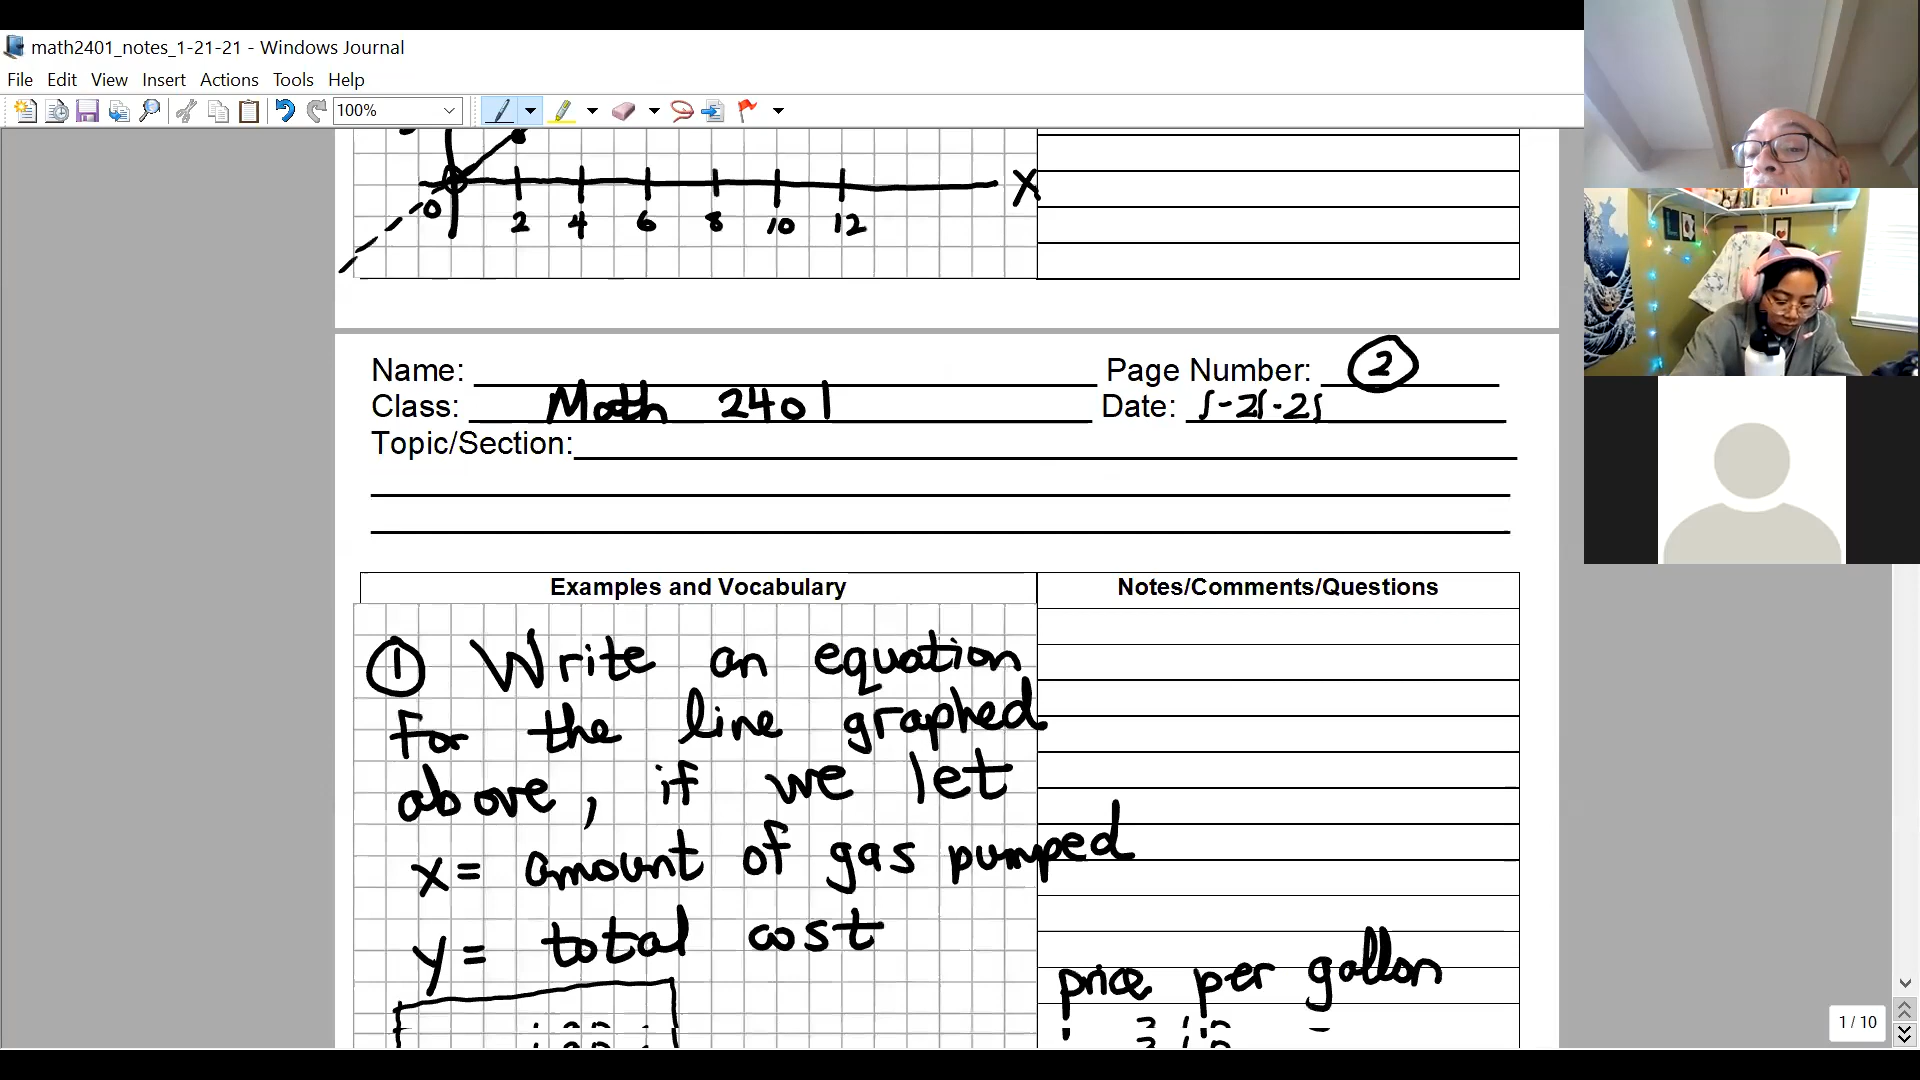 math2401_notes_1-21-21 - Windows Journal
File Edit View Insert Actions Tools Help
100%
X
0 2 4 6 8 10 12
Name: Page Number: 2
Class: Math 2401 Date: 1-21-21
Topic/Section:
Examples and Vocabulary Notes/Comments/Questions
① Write an equation
for the line graphed
above, if we let
x= amount of gas pumped
y= total cost
price per gallon
1 / 10